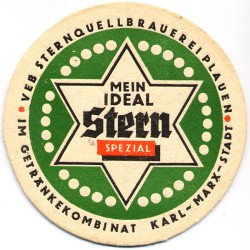 VEB STERNQUELLBRAUEREI PLAUEN
MEIN
IDEAL
Stern
SPEZIAL
IM GETRÄNKEKOMBINAT KARL-MARX-STADT